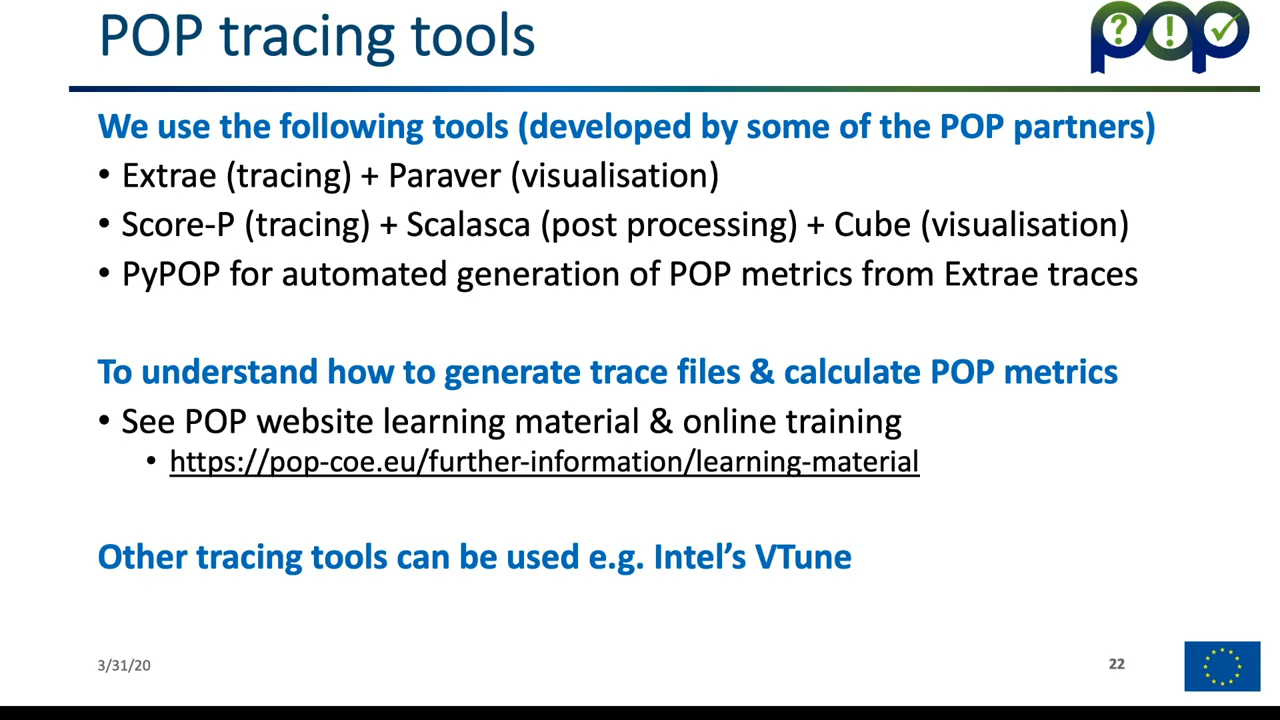 POP tracing tools
pop
?
!
We use the following tools (developed by some of the POP partners)
• Extrae (tracing) + Paraver (visualisation)
• Score-P (tracing) + Scalasca (post processing) + Cube (visualisation)
• PyPOP for automated generation of POP metrics from Extrae traces
To understand how to generate trace files & calculate POP metrics
• See POP website learning material & online training
• https://pop-coe.eu/further-information/learning-material
Other tracing tools can be used e.g. Intel’s VTune
3/31/20
22